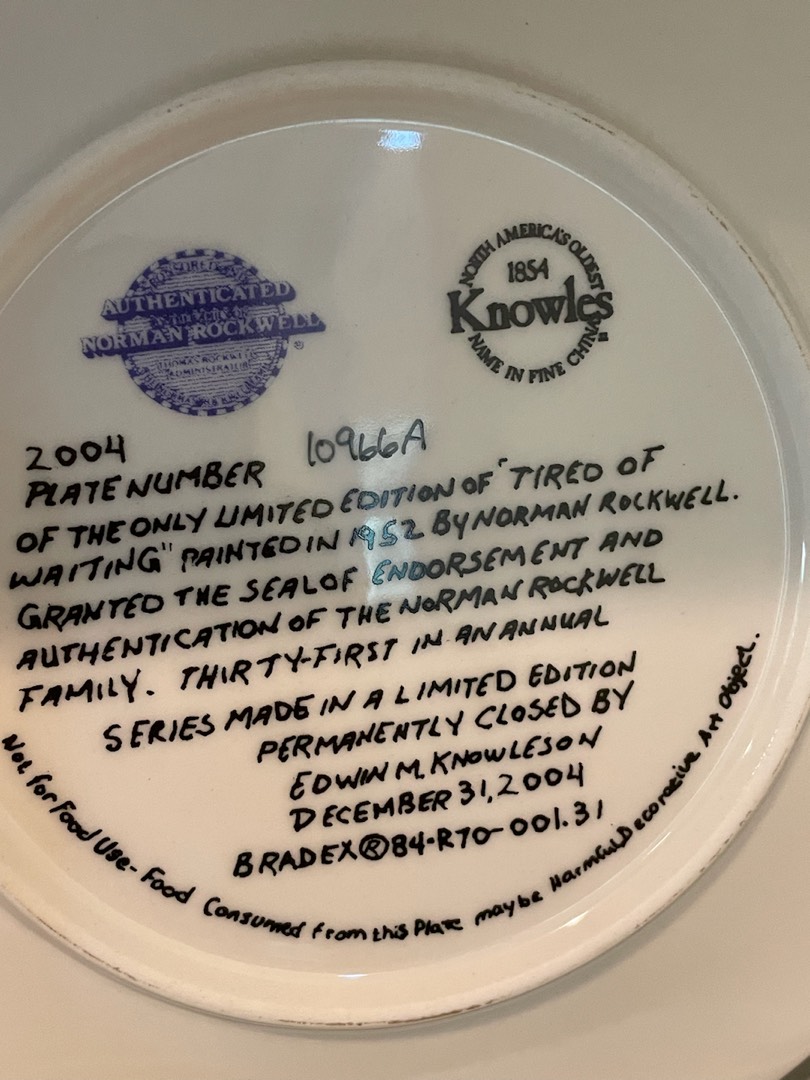 AUTHENTICATED
NORMAN ROCKWELL
®
THOMAS ROCKWELL
ADMINISTRATOR
NORTH AMERICA'S OLDEST
1854
Knowles
NAME IN FINE CHINA
2004
PLATE NUMBER 10966A
OF THE ONLY LIMITED EDITION OF "TIRED OF
WAITING" PAINTED IN 1952 BY NORMAN ROCKWELL.
GRANTED THE SEAL OF ENDORSEMENT AND
AUTHENTICATION OF THE NORMAN ROCKWELL
FAMILY. THIRTY-FIRST IN AN ANNUAL
SERIES MADE IN A LIMITED EDITION
PERMANENTLY CLOSED BY
EDWIN M. KNOWLES ON
DECEMBER 31, 2004
BRADEX®84-R70-001.31
Not for Food Use - Food Consumed from this Plate may be Harmful, Decorative Art Object.